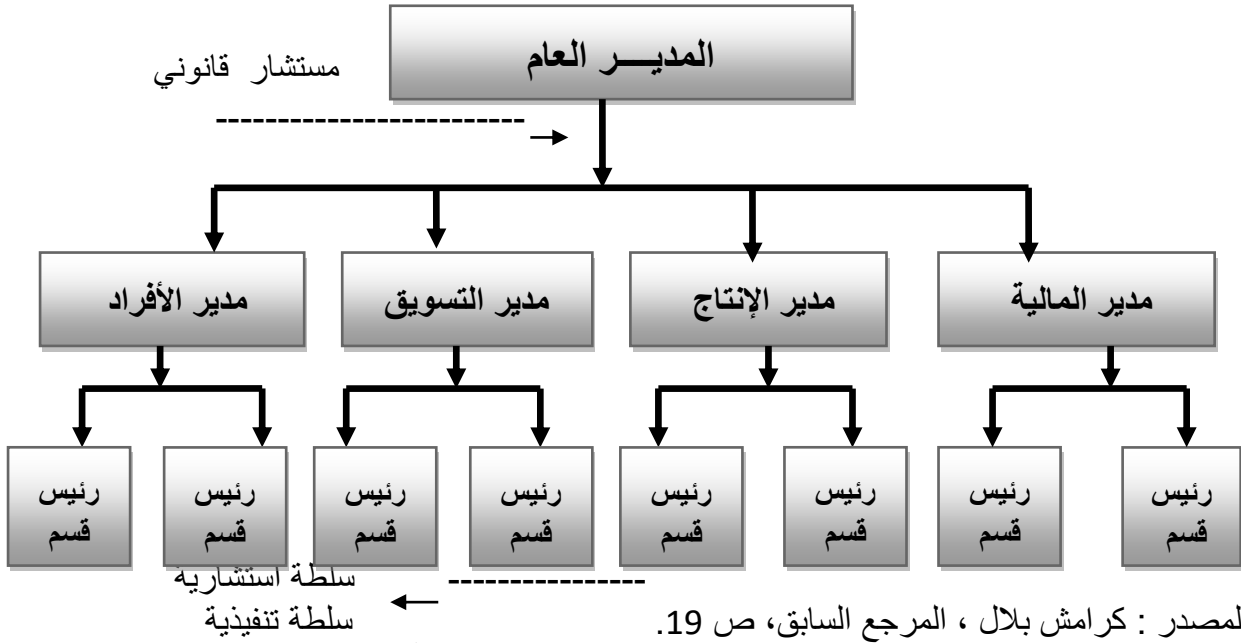 المديــــر العام
مستشار قانوني
مدير المالية
مدير الإنتاج
مدير التسويق
مدير الأفراد
رئيس
قسم
رئيس
قسم
رئيس
قسم
رئيس
قسم
رئيس
قسم
رئيس
قسم
رئيس
قسم
رئيس
قسم
سلطة استشارية
سلطة تنفيذية
لمصدر : كرامش بلال ، المرجع السابق، ص 19.